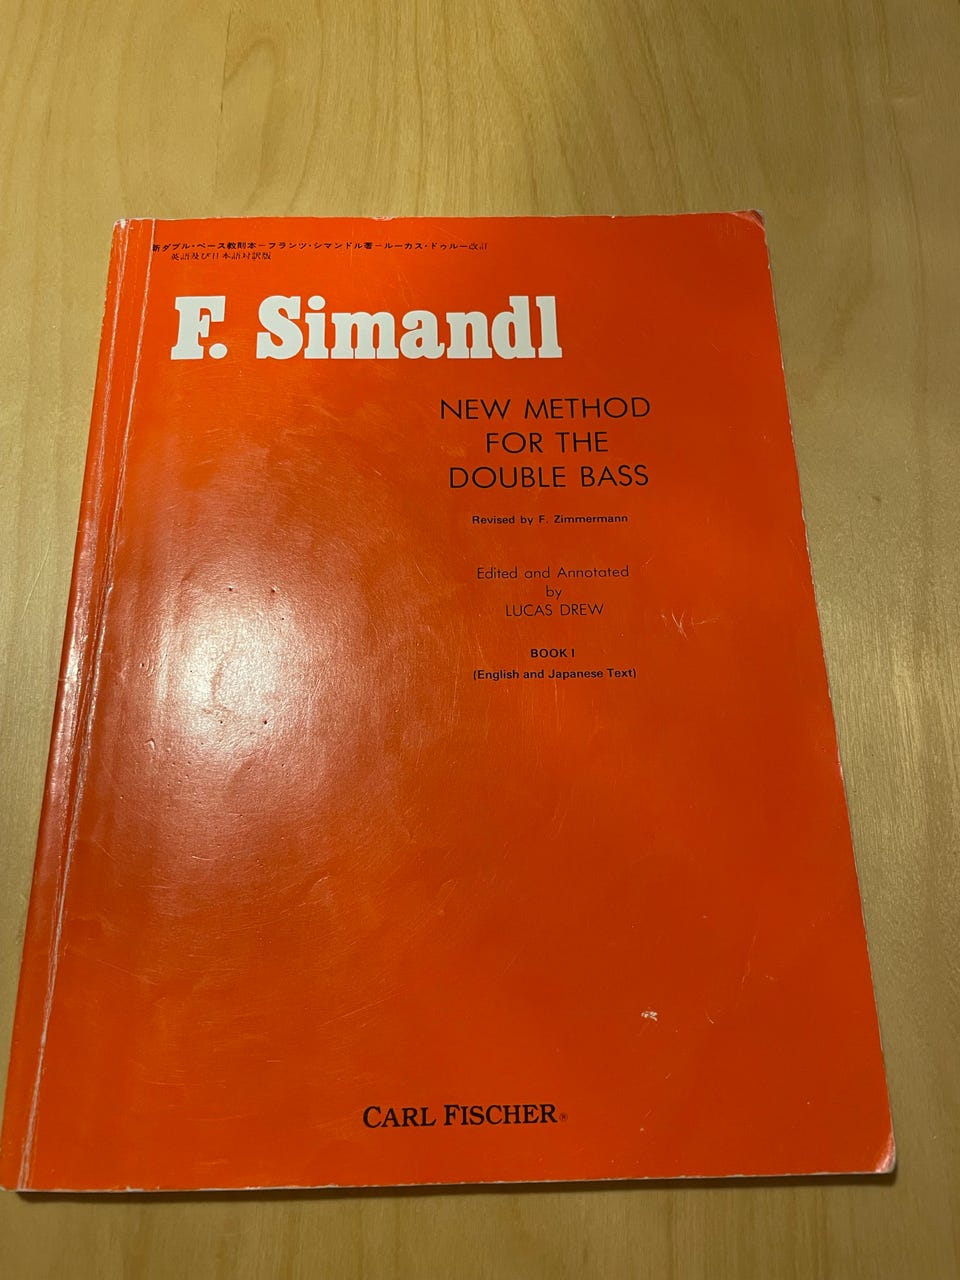 新ダブル・ベース教則本－フランツ・シマンドル著－ルーカス・ドゥルー改訂
英語及び日本語対訳版
F. Simandl
NEW METHOD
FOR THE
DOUBLE BASS
Revised by F. Zimmermann
Edited and Annotated
by
LUCAS DREW
BOOK I
(English and Japanese Text)
CARL FISCHER®